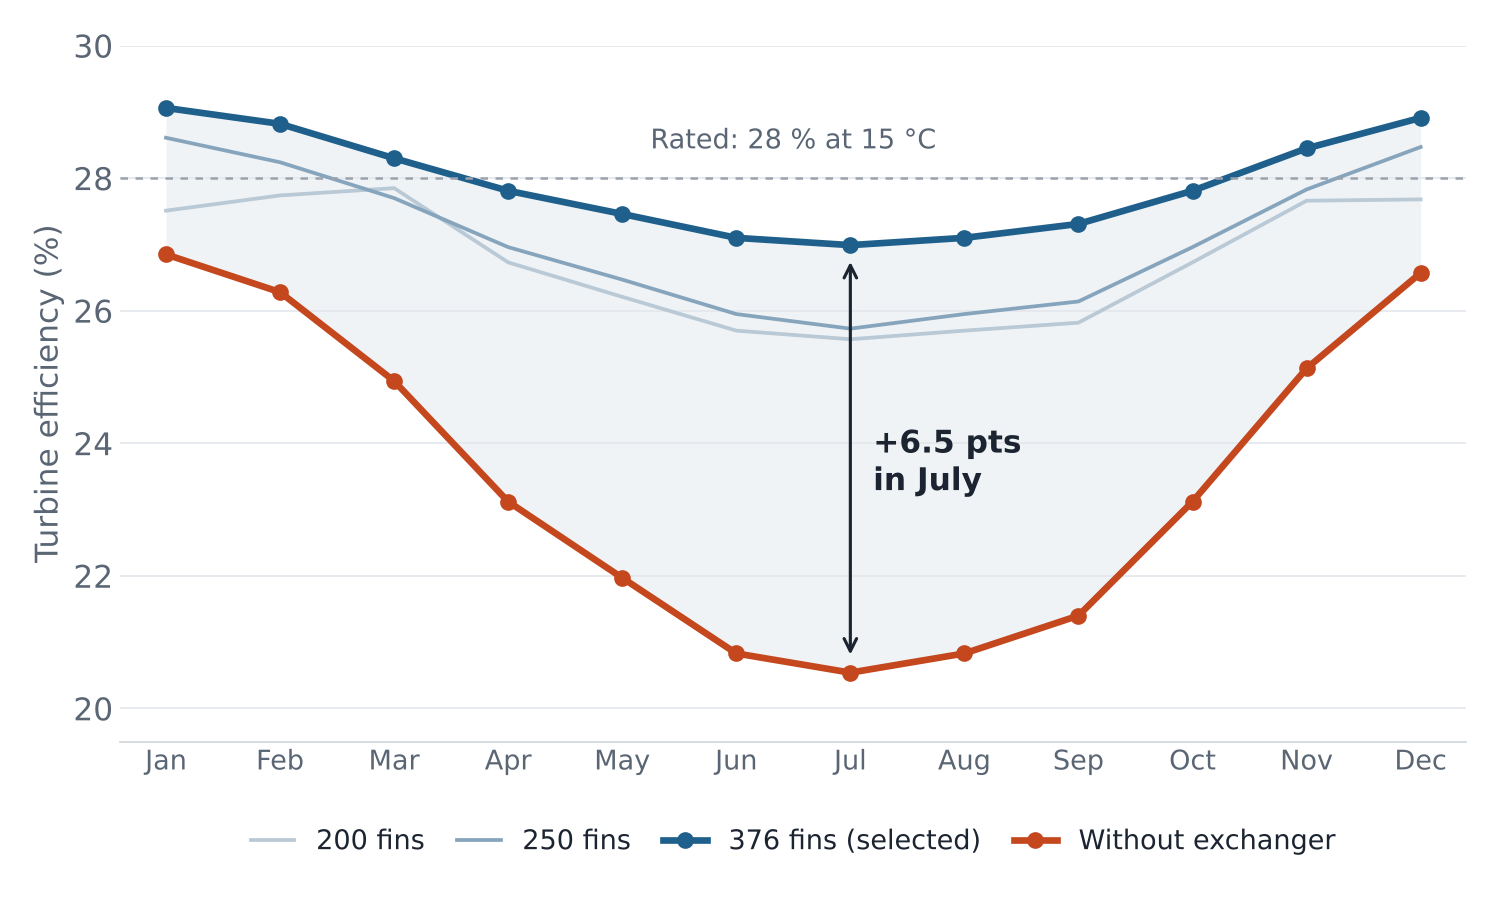 30
28
26
24
22
20
Turbine efficiency (%)
Rated: 28 % at 15 °C
+6.5 pts
in July
Jan Feb Mar Apr May Jun Jul Aug Sep Oct Nov Dec
200 fins 250 fins 376 fins (selected) Without exchanger